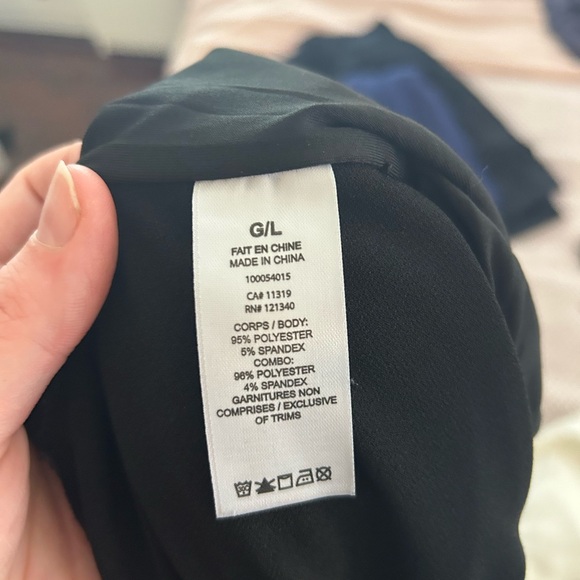 G/L
FAIT EN CHINE
MADE IN CHINA
100054015
CA# 11319
RN# 121340
CORPS / BODY:
95% POLYESTER
5% SPANDEX
COMBO:
96% POLYESTER
4% SPANDEX
GARNITURES NON
COMPRISES / EXCLUSIVE
OF TRIMS